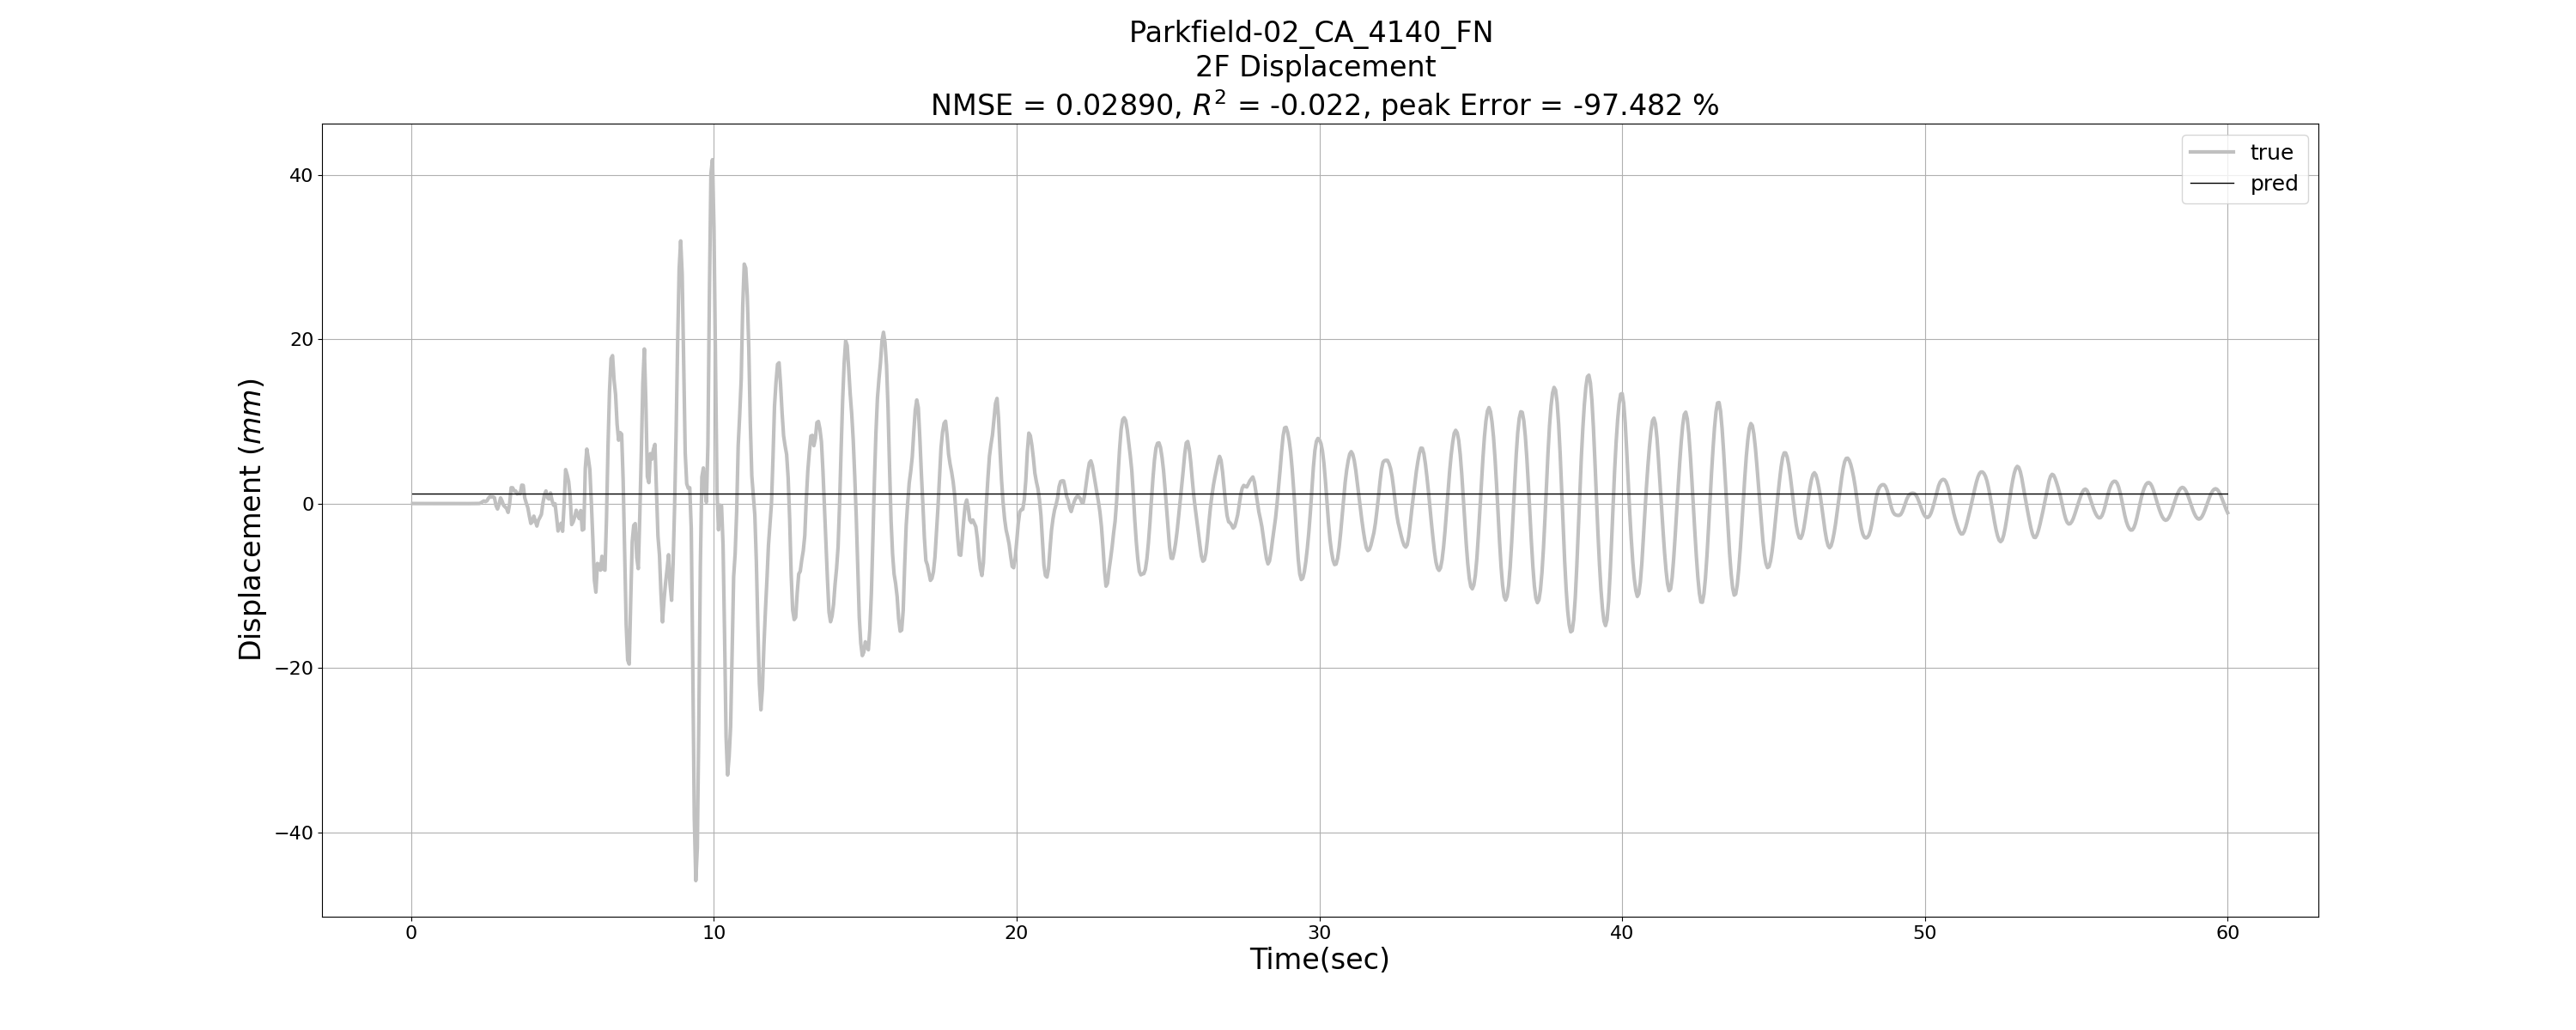 Parkfield-02_CA_4140_FN
2F Displacement
NMSE = 0.02890, R² = -0.022, peak Error = -97.482 %
true
pred
40
20
0
−20
−40
Displacement (mm)
0 10 20 30 40 50 60
Time(sec)